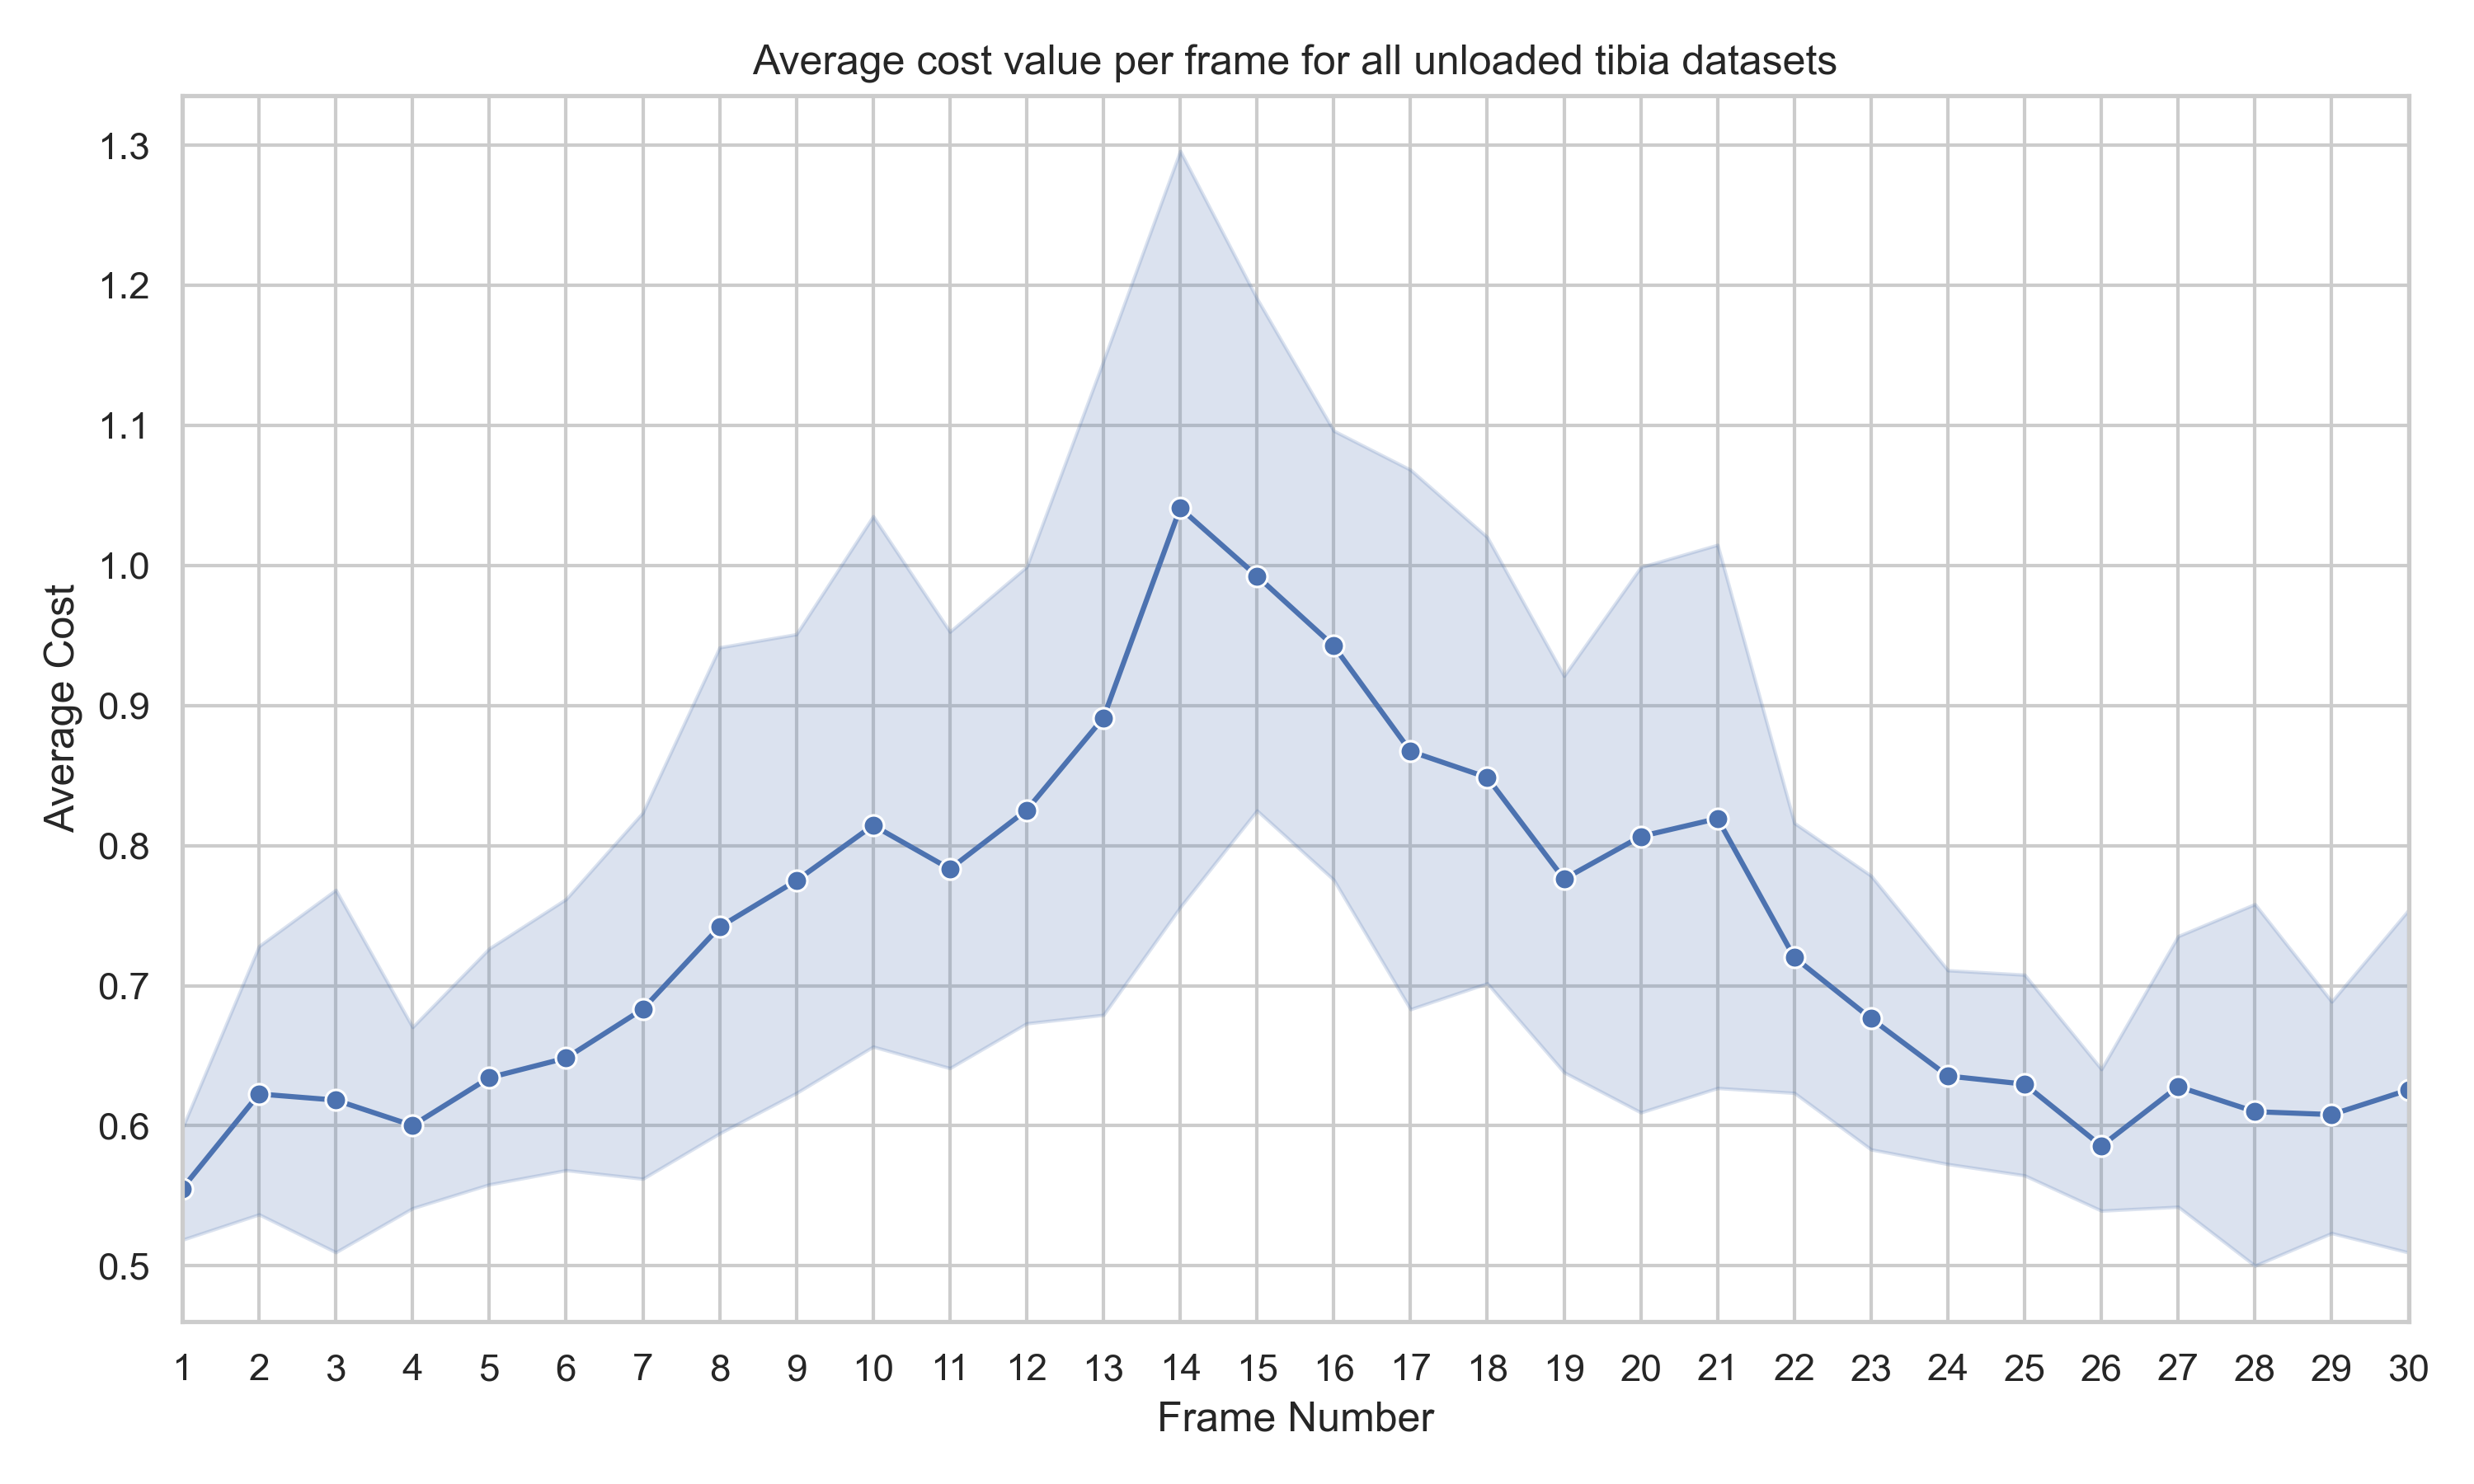 Average cost value per frame for all unloaded tibia datasets
1.3
1.2
1.1
1.0
0.9
0.8
0.7
0.6
0.5
Average Cost
1 2 3 4 5 6 7 8 9 10 11 12 13 14 15 16 17 18 19 20 21 22 23 24 25 26 27 28 29 30
Frame Number